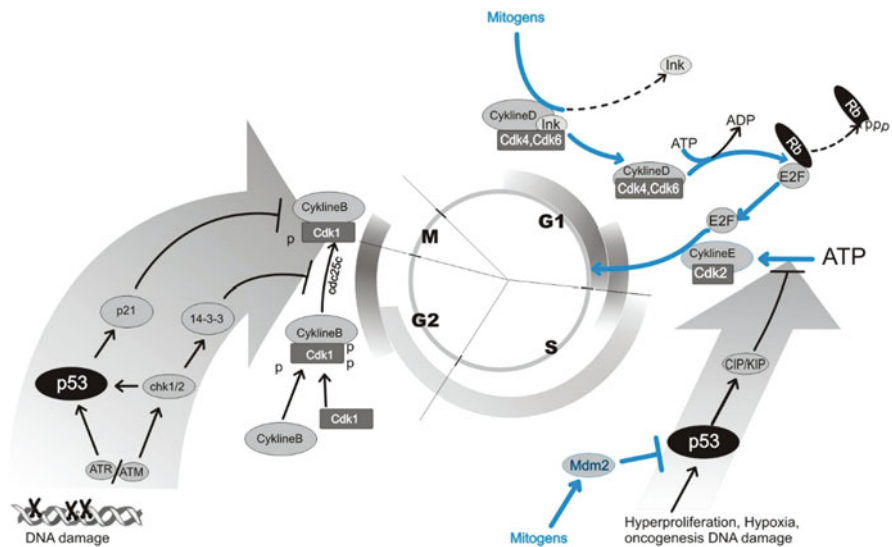 Mitogens
Ink
CyklineD
Ink
Cdk4,Cdk6
ATP
ADP
Rb
Rb
ppp
CyklineD
Cdk4,Cdk6
E2F
E2F
CyklineE
Cdk2
ATP
CyklineB
p
Cdk1
cdc25c
M
G1
G2
S
p21
14-3-3
CyklineB
p
Cdk1
p
p
p53
chk1/2
CyklineB
Cdk1
ATR/ATM
DNA damage
CIP/KIP
p53
Mdm2
Mitogens
Hyperproliferation, Hypoxia,
oncogenesis DNA damage